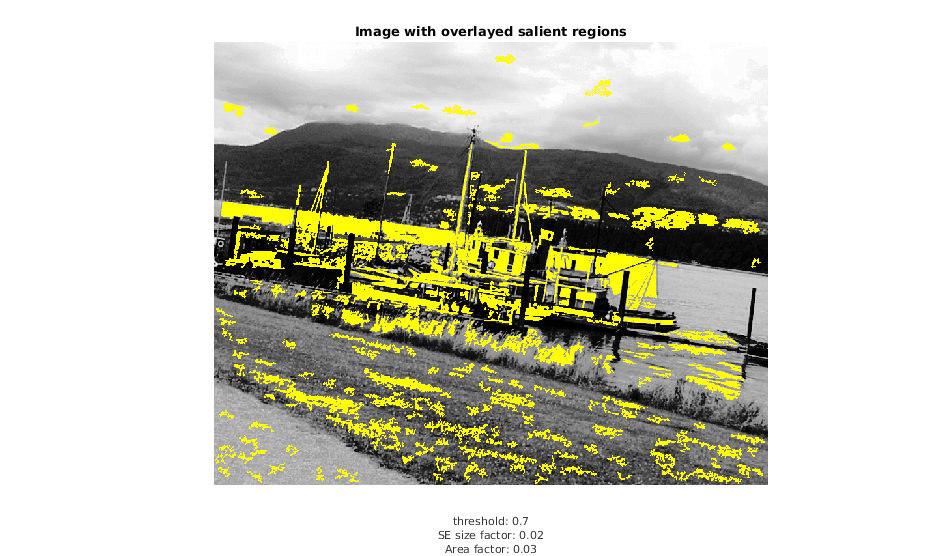 Image with overlayed salient regions
threshold: 0.7
SE size factor: 0.02
Area factor: 0.03